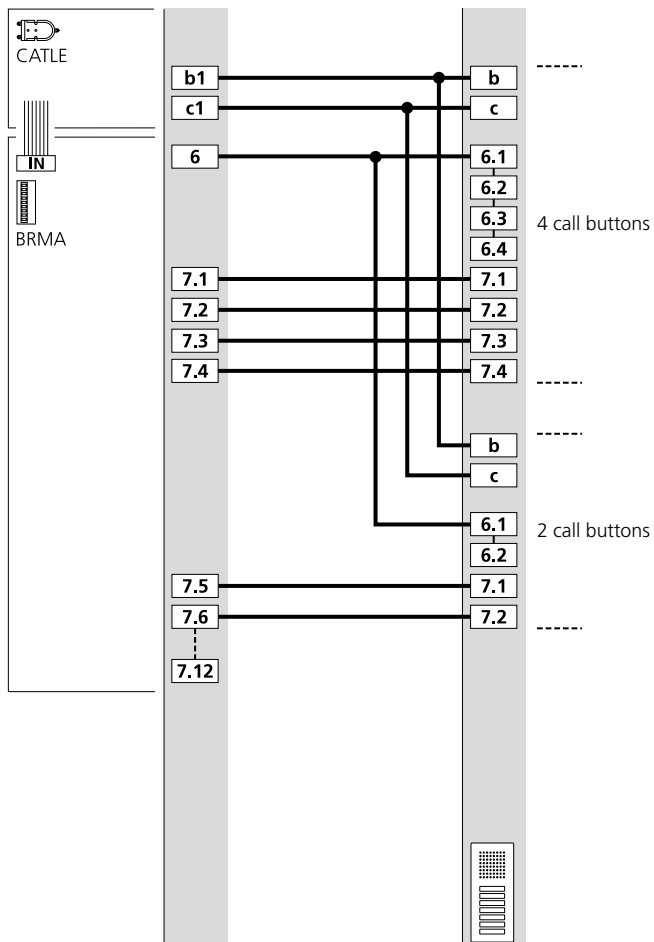 CATLE
b1 b
c1 c
IN
6 6.1
6.2
BRMA
6.3
4 call buttons
6.4
7.1 7.1
7.2 7.2
7.3 7.3
7.4 7.4
b
c
6.1
2 call buttons
6.2
7.5 7.1
7.6 7.2
7.12